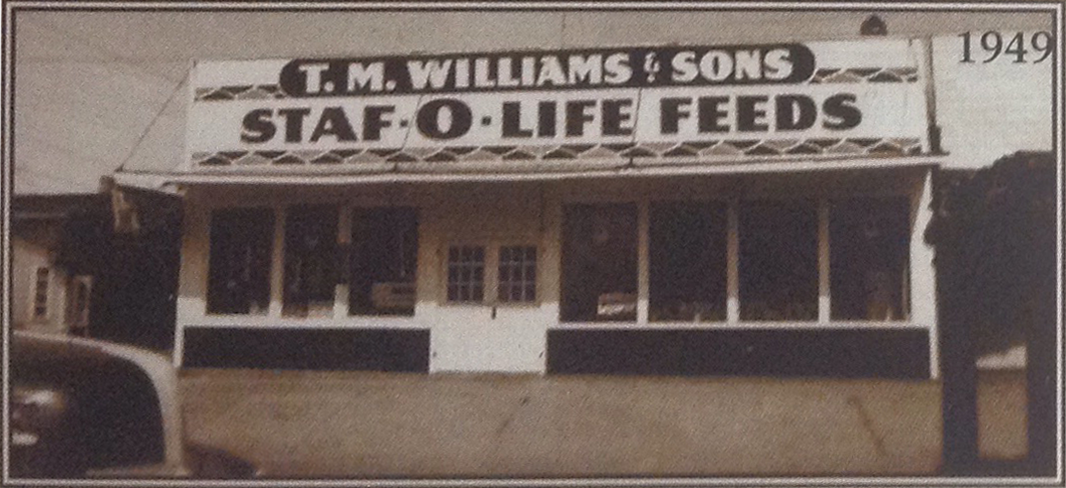 1949
T. M. WILLIAMS & SONS
STAF-O-LIFE FEEDS